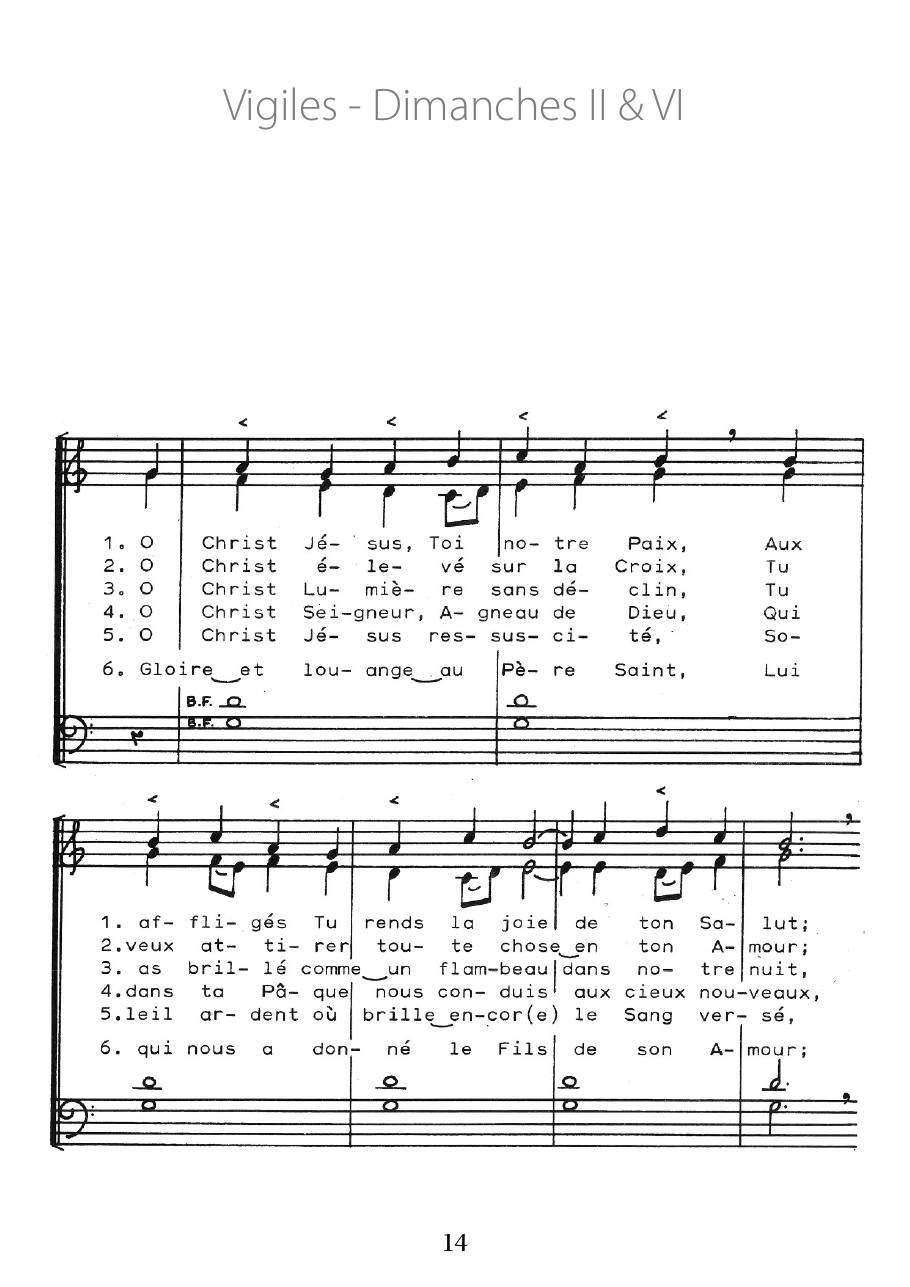 Vigiles - Dimanches II & VI
1. O Christ Jé- sus, Toi no- tre Paix, Aux
2. O Christ é- le- vé sur la Croix, Tu
3. O Christ Lu- miè- re sans dé- clin, Tu
4. O Christ Sei-gneur, A- gneau de Dieu, Qui
5. O Christ Jé- sus res- sus- ci- té, So-
6. Gloire et lou- ange au Pè- re Saint, Lui
B.F.
B.F.
1. af- fli- gés Tu rends la joie de ton Sa- lut;
2.veux at- ti- rer tou- te chose en ton A- mour;
3. as bril- lé comme un flam-beau dans no- tre nuit,
4.dans ta Pâ- que nous con- duis aux cieux nou-veaux,
5.leil ar- dent où brille en-cor(e) le Sang ver- sé,
6. qui nous a don- né le Fils de son A- mour;
14